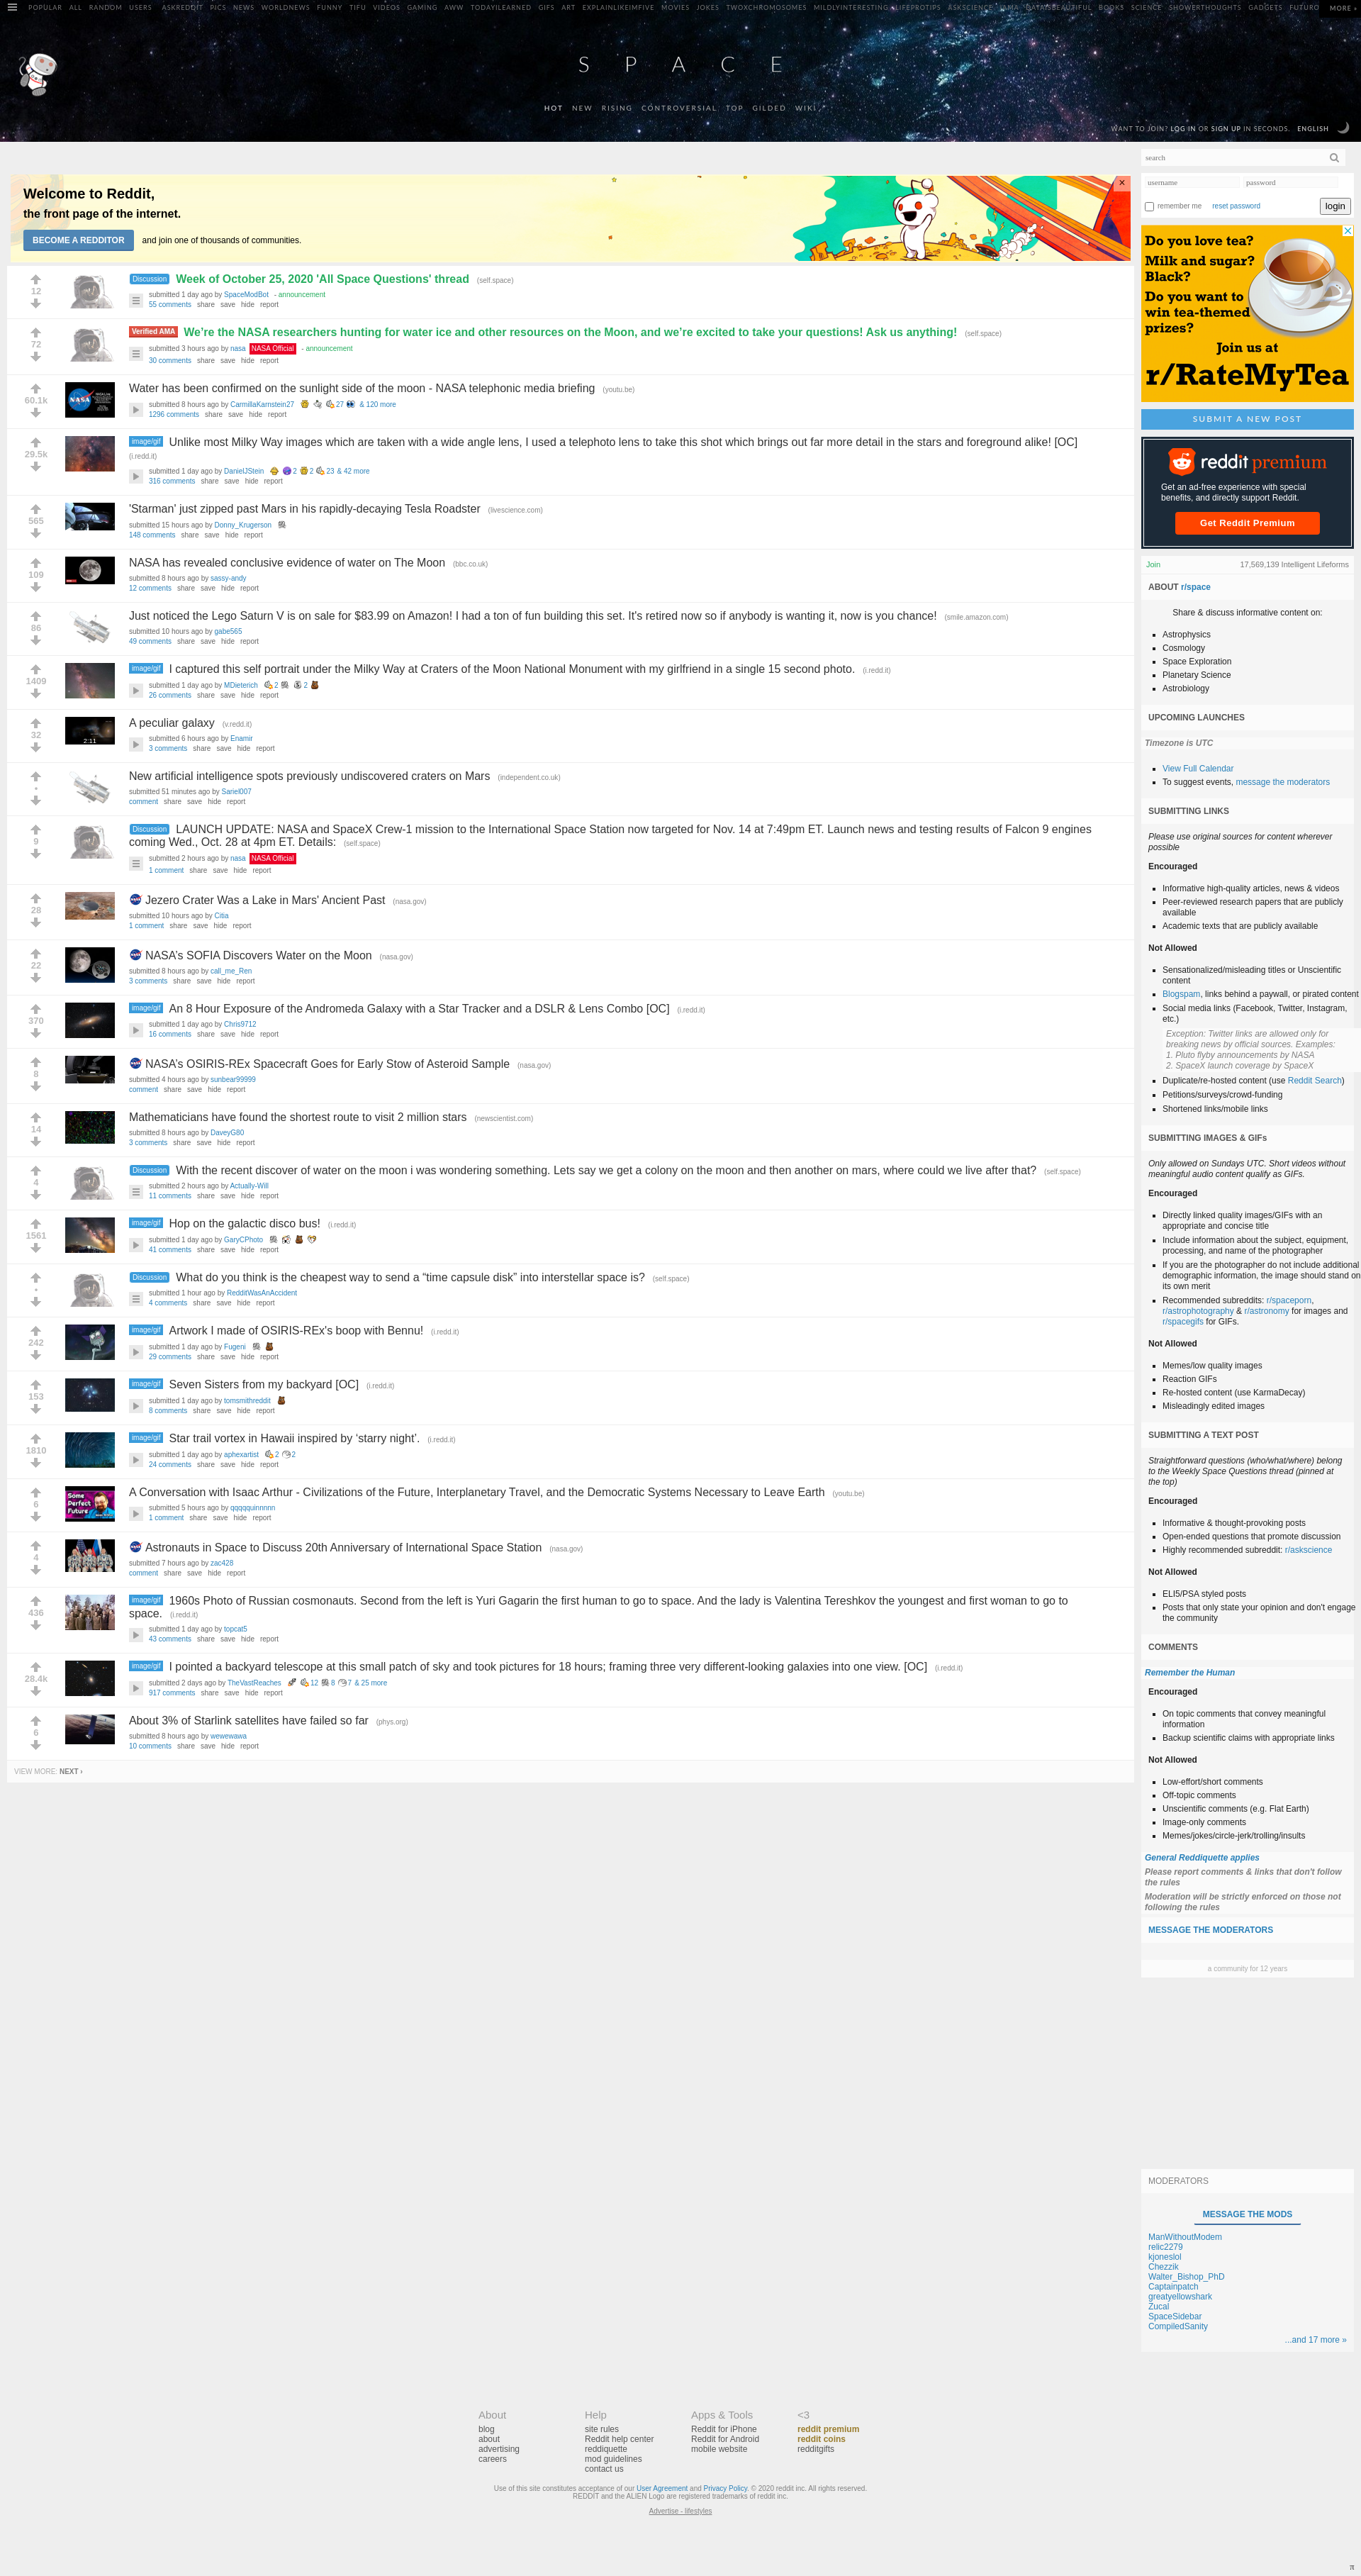 POPULAR ALL RANDOM USERS ASKREDDIT PICS NEWS WORLDNEWS FUNNY TIFU VIDEOS GAMING AWW TODAYILEARNED GIFS ART EXPLAINLIKEIMFIVE MOVIES JOKES TWOXCHROMOSOMES MILDLYINTERESTING LIFEPROTIPS ASKSCIENCE IAMA DATAISBEAUTIFUL BOOKS SCIENCE SHOWERTHOUGHTS GADGETS FUTURO MORE »
SPACE
HOT NEW RISING CONTROVERSIAL TOP GILDED WIKI
WANT TO JOIN? LOG IN OR SIGN UP IN SECONDS. ENGLISH
Welcome to Reddit,
the front page of the internet.
BECOME A REDDITOR and join one of thousands of communities.
×
12
Discussion Week of October 25, 2020 'All Space Questions' thread (self.space)
submitted 1 day ago by SpaceModBot - announcement
55 comments share save hide report
72
Verified AMA We're the NASA researchers hunting for water ice and other resources on the Moon, and we're excited to take your questions! Ask us anything! (self.space)
submitted 3 hours ago by nasa NASA Official - announcement
30 comments share save hide report
60.1k
Water has been confirmed on the sunlight side of the moon - NASA telephonic media briefing (youtu.be)
submitted 8 hours ago by CarmillaKarnstein27 27 & 120 more
1296 comments share save hide report
29.5k
image/gif Unlike most Milky Way images which are taken with a wide angle lens, I used a telephoto lens to take this shot which brings out far more detail in the stars and foreground alike! [OC]
(i.redd.it)
submitted 1 day ago by DanielJStein 2 2 23 & 42 more
316 comments share save hide report
565
'Starman' just zipped past Mars in his rapidly-decaying Tesla Roadster (livescience.com)
submitted 15 hours ago by Donny_Krugerson
148 comments share save hide report
109
NASA has revealed conclusive evidence of water on The Moon (bbc.co.uk)
submitted 8 hours ago by sassy-andy
12 comments share save hide report
86
Just noticed the Lego Saturn V is on sale for $83.99 on Amazon! I had a ton of fun building this set. It's retired now so if anybody is wanting it, now is you chance! (smile.amazon.com)
submitted 10 hours ago by gabe565
49 comments share save hide report
1409
image/gif I captured this self portrait under the Milky Way at Craters of the Moon National Monument with my girlfriend in a single 15 second photo. (i.redd.it)
submitted 1 day ago by MDieterich 2 2
26 comments share save hide report
32
2:11
A peculiar galaxy (v.redd.it)
submitted 6 hours ago by Enamir
3 comments share save hide report
•
New artificial intelligence spots previously undiscovered craters on Mars (independent.co.uk)
submitted 51 minutes ago by Sariel007
comment share save hide report
9
Discussion LAUNCH UPDATE: NASA and SpaceX Crew-1 mission to the International Space Station now targeted for Nov. 14 at 7:49pm ET. Launch news and testing results of Falcon 9 engines
coming Wed., Oct. 28 at 4pm ET. Details: (self.space)
submitted 2 hours ago by nasa NASA Official
1 comment share save hide report
28
Jezero Crater Was a Lake in Mars' Ancient Past (nasa.gov)
submitted 10 hours ago by Citia
1 comment share save hide report
22
NASA's SOFIA Discovers Water on the Moon (nasa.gov)
submitted 8 hours ago by call_me_Ren
3 comments share save hide report
370
image/gif An 8 Hour Exposure of the Andromeda Galaxy with a Star Tracker and a DSLR & Lens Combo [OC] (i.redd.it)
submitted 1 day ago by Chris9712
16 comments share save hide report
8
NASA's OSIRIS-REx Spacecraft Goes for Early Stow of Asteroid Sample (nasa.gov)
submitted 4 hours ago by sunbear99999
comment share save hide report
14
Mathematicians have found the shortest route to visit 2 million stars (newscientist.com)
submitted 8 hours ago by DaveyG80
3 comments share save hide report
4
Discussion With the recent discover of water on the moon i was wondering something. Lets say we get a colony on the moon and then another on mars, where could we live after that? (self.space)
submitted 2 hours ago by Actually-Will
11 comments share save hide report
1561
image/gif Hop on the galactic disco bus! (i.redd.it)
submitted 1 day ago by GaryCPhoto
41 comments share save hide report
•
Discussion What do you think is the cheapest way to send a “time capsule disk” into interstellar space is? (self.space)
submitted 1 hour ago by RedditWasAnAccident
4 comments share save hide report
242
image/gif Artwork I made of OSIRIS-REx's boop with Bennu! (i.redd.it)
submitted 1 day ago by Fugeni
29 comments share save hide report
153
image/gif Seven Sisters from my backyard [OC] (i.redd.it)
submitted 1 day ago by tomsmithreddit
8 comments share save hide report
1810
image/gif Star trail vortex in Hawaii inspired by ‘starry night’. (i.redd.it)
submitted 1 day ago by aphexartist 2 2
24 comments share save hide report
6
Some Perfect Future
A Conversation with Isaac Arthur - Civilizations of the Future, Interplanetary Travel, and the Democratic Systems Necessary to Leave Earth (youtu.be)
submitted 5 hours ago by qqqqquinnnnn
1 comment share save hide report
4
Astronauts in Space to Discuss 20th Anniversary of International Space Station (nasa.gov)
submitted 7 hours ago by zac428
comment share save hide report
436
image/gif 1960s Photo of Russian cosmonauts. Second from the left is Yuri Gagarin the first human to go to space. And the lady is Valentina Tereshkov the youngest and first woman to go to
space. (i.redd.it)
submitted 1 day ago by topcat5
43 comments share save hide report
28.4k
image/gif I pointed a backyard telescope at this small patch of sky and took pictures for 18 hours; framing three very different-looking galaxies into one view. [OC] (i.redd.it)
submitted 2 days ago by TheVastReaches 12 8 7 & 25 more
917 comments share save hide report
6
About 3% of Starlink satellites have failed so far (phys.org)
submitted 8 hours ago by wewewawa
10 comments share save hide report
VIEW MORE: NEXT ›
search
username password
remember me reset password login
Do you love tea?
Milk and sugar?
Black?
Do you want to
win tea-themed
prizes?
Join us at
r/RateMyTea
SUBMIT A NEW POST
reddit premium
Get an ad-free experience with special
benefits, and directly support Reddit.
Get Reddit Premium
Join 17,569,139 Intelligent Lifeforms
ABOUT r/space
Share & discuss informative content on:
Astrophysics
Cosmology
Space Exploration
Planetary Science
Astrobiology
UPCOMING LAUNCHES
Timezone is UTC
View Full Calendar
To suggest events, message the moderators
SUBMITTING LINKS
Please use original sources for content wherever
possible
Encouraged
Informative high-quality articles, news & videos
Peer-reviewed research papers that are publicly
available
Academic texts that are publicly available
Not Allowed
Sensationalized/misleading titles or Unscientific
content
Blogspam, links behind a paywall, or pirated content
Social media links (Facebook, Twitter, Instagram,
etc.)
Exception: Twitter links are allowed only for
breaking news by official sources. Examples:
1. Pluto flyby announcements by NASA
2. SpaceX launch coverage by SpaceX
Duplicate/re-hosted content (use Reddit Search)
Petitions/surveys/crowd-funding
Shortened links/mobile links
SUBMITTING IMAGES & GIFs
Only allowed on Sundays UTC. Short videos without
meaningful audio content qualify as GIFs.
Encouraged
Directly linked quality images/GIFs with an
appropriate and concise title
Include information about the subject, equipment,
processing, and name of the photographer
If you are the photographer do not include additional
demographic information, the image should stand on
its own merit
Recommended subreddits: r/spaceporn,
r/astrophotography & r/astronomy for images and
r/spacegifs for GIFs.
Not Allowed
Memes/low quality images
Reaction GIFs
Re-hosted content (use KarmaDecay)
Misleadingly edited images
SUBMITTING A TEXT POST
Straightforward questions (who/what/where) belong
to the Weekly Space Questions thread (pinned at
the top)
Encouraged
Informative & thought-provoking posts
Open-ended questions that promote discussion
Highly recommended subreddit: r/askscience
Not Allowed
ELI5/PSA styled posts
Posts that only state your opinion and don't engage
the community
COMMENTS
Remember the Human
Encouraged
On topic comments that convey meaningful
information
Backup scientific claims with appropriate links
Not Allowed
Low-effort/short comments
Off-topic comments
Unscientific comments (e.g. Flat Earth)
Image-only comments
Memes/jokes/circle-jerk/trolling/insults
General Reddiquette applies
Please report comments & links that don't follow
the rules
Moderation will be strictly enforced on those not
following the rules
MESSAGE THE MODERATORS
a community for 12 years
MODERATORS
MESSAGE THE MODS
ManWithoutModem
relic2279
kjoneslol
Chezzik
Walter_Bishop_PhD
Captainpatch
greatyellowshark
Zucal
SpaceSidebar
CompiledSanity
...and 17 more »
About
blog
about
advertising
careers
Help
site rules
Reddit help center
reddiquette
mod guidelines
contact us
Apps & Tools
Reddit for iPhone
Reddit for Android
mobile website
<3
reddit premium
reddit coins
redditgifts
Use of this site constitutes acceptance of our User Agreement and Privacy Policy. © 2020 reddit inc. All rights reserved.
REDDIT and the ALIEN Logo are registered trademarks of reddit inc.
Advertise - lifestyles
π